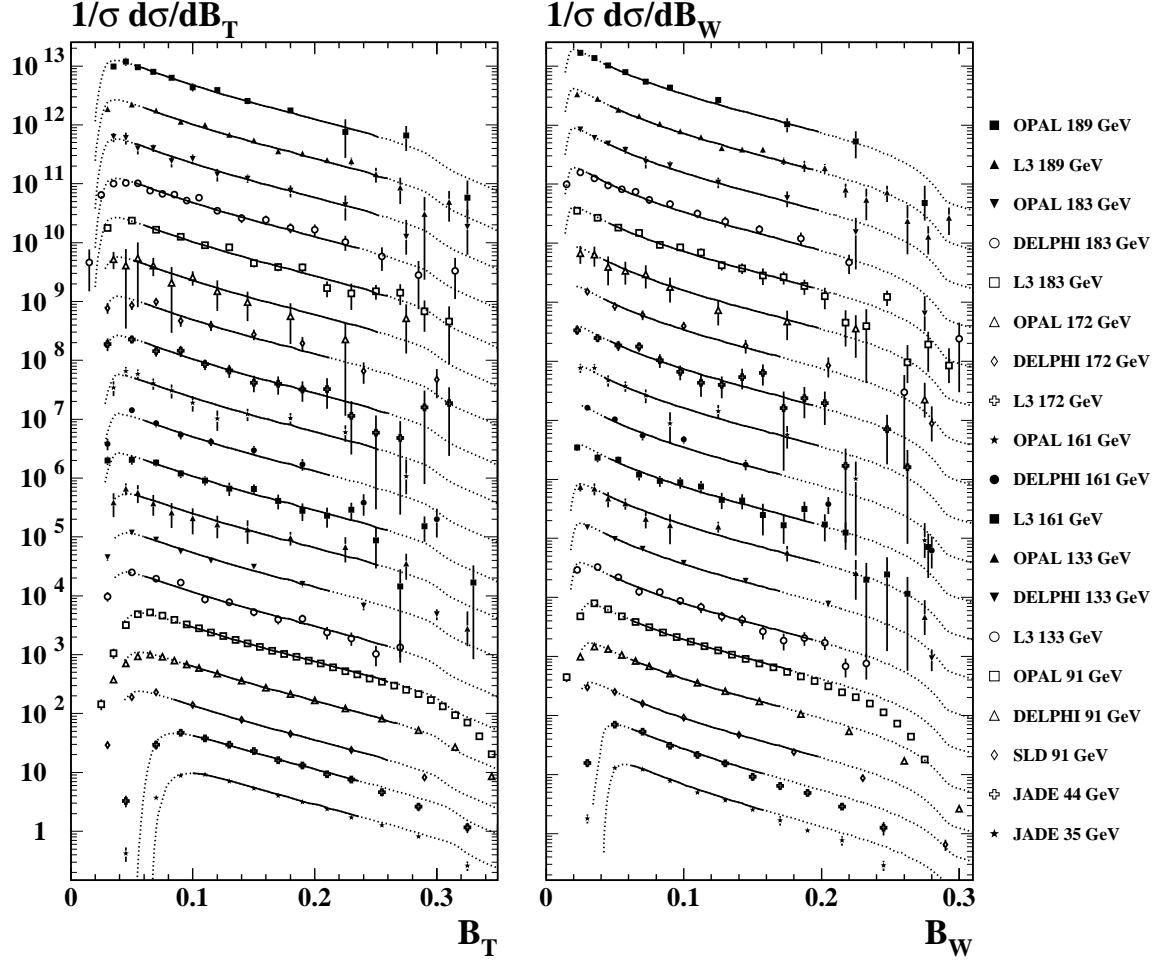 1/σ dσ/dB_T
1/σ dσ/dB_W
10^13
10^12
10^11
10^10
10^9
10^8
10^7
10^6
10^5
10^4
10^3
10^2
10
1
0 0.1 0.2 0.3
B_T
0 0.1 0.2 0.3
B_W
OPAL 189 GeV
L3 189 GeV
OPAL 183 GeV
DELPHI 183 GeV
L3 183 GeV
OPAL 172 GeV
DELPHI 172 GeV
L3 172 GeV
OPAL 161 GeV
DELPHI 161 GeV
L3 161 GeV
OPAL 133 GeV
DELPHI 133 GeV
L3 133 GeV
OPAL 91 GeV
DELPHI 91 GeV
SLD 91 GeV
JADE 44 GeV
JADE 35 GeV